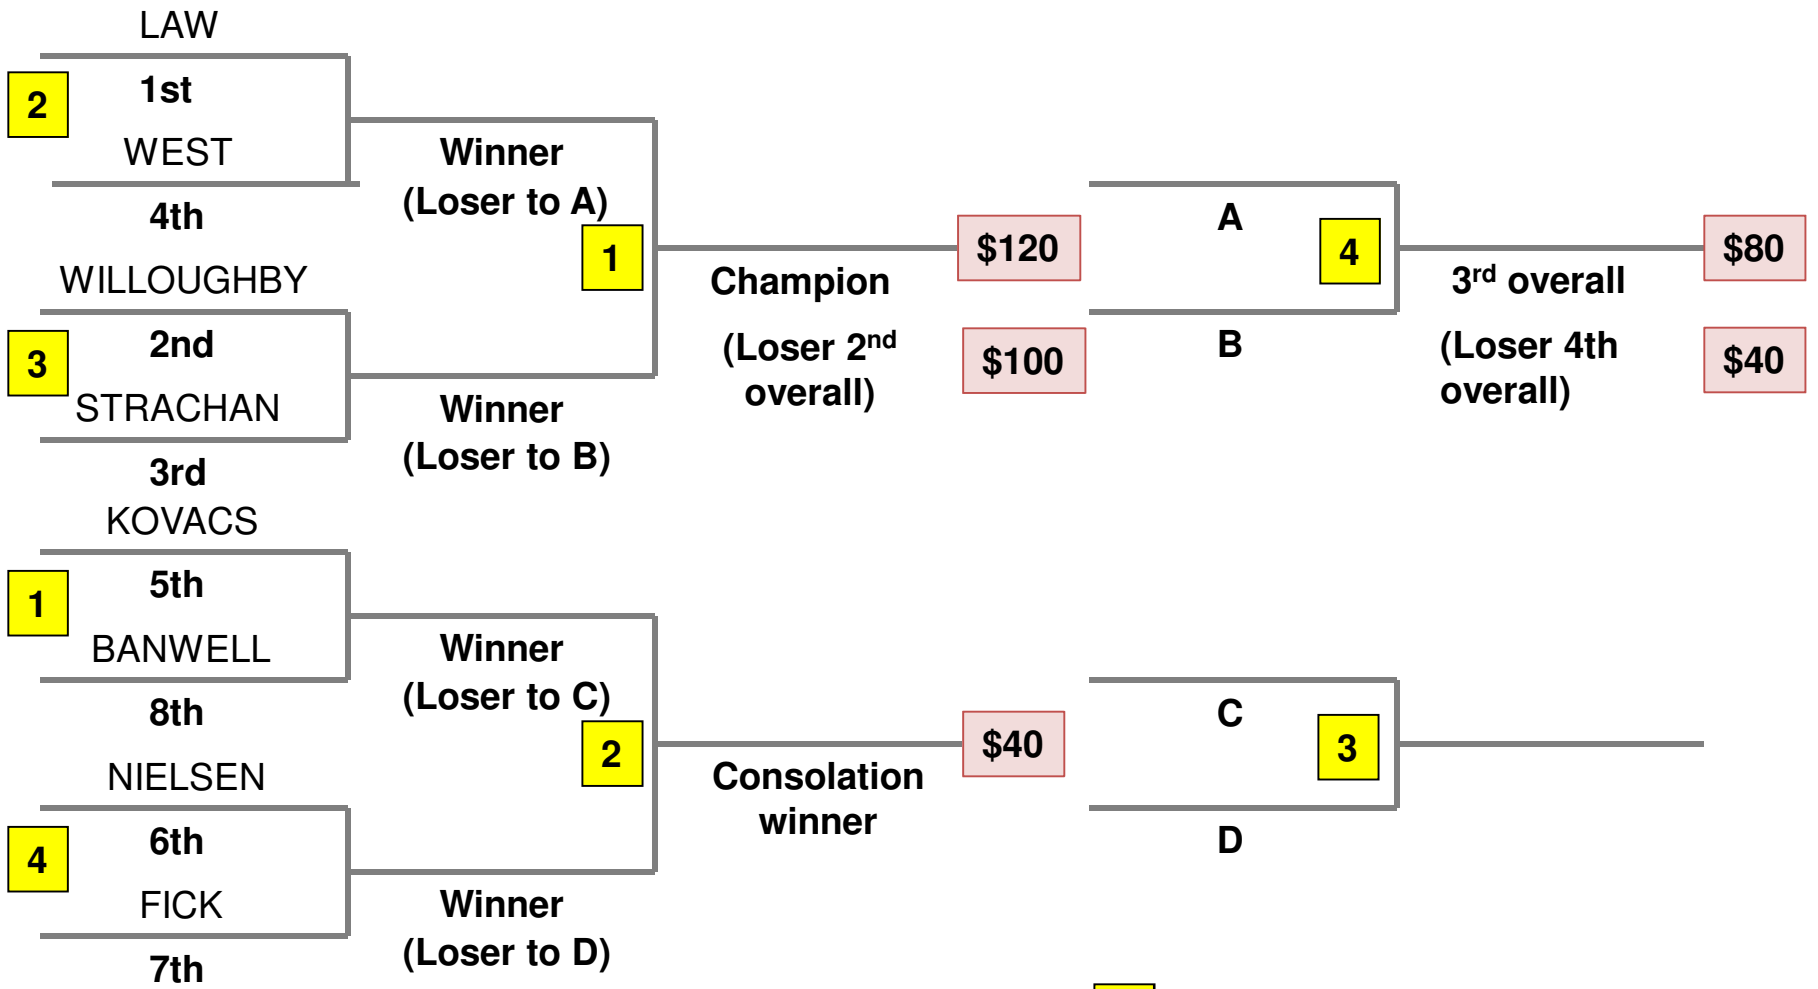 LAW
2
1st
WEST
4th
WILLOUGHBY
3
2nd
STRACHAN
3rd
KOVACS
1
5th
BANWELL
8th
NIELSEN
4
6th
FICK
7th
Winner
(Loser to A)
1
Winner
(Loser to B)
Winner
(Loser to C)
2
Winner
(Loser to D)
Champion
$120
(Loser 2nd
overall)
$100
Consolation
winner
$40
A
4
B
3rd overall
$80
(Loser 4th
overall)
$40
C
3
D